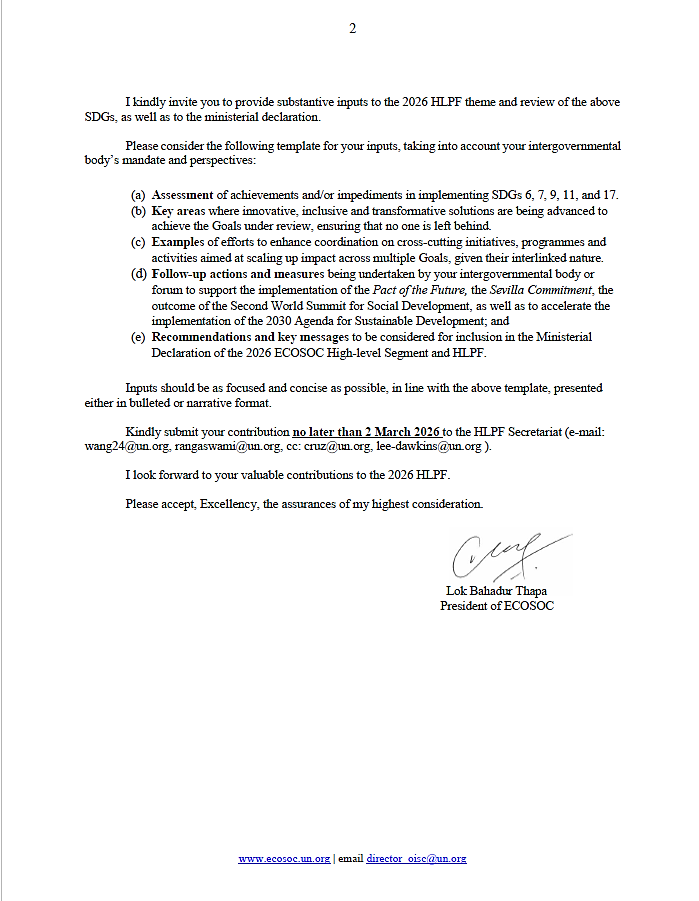 2
I kindly invite you to provide substantive inputs to the 2026 HLPF theme and review of the above
SDGs, as well as to the ministerial declaration.
Please consider the following template for your inputs, taking into account your intergovernmental
body's mandate and perspectives:
(a) Assessment of achievements and/or impediments in implementing SDGs 6, 7, 9, 11, and 17.
(b) Key areas where innovative, inclusive and transformative solutions are being advanced to
achieve the Goals under review, ensuring that no one is left behind.
(c) Examples of efforts to enhance coordination on cross-cutting initiatives, programmes and
activities aimed at scaling up impact across multiple Goals, given their interlinked nature.
(d) Follow-up actions and measures being undertaken by your intergovernmental body or
forum to support the implementation of the Pact of the Future, the Sevilla Commitment, the
outcome of the Second World Summit for Social Development, as well as to accelerate the
implementation of the 2030 Agenda for Sustainable Development; and
(e) Recommendations and key messages to be considered for inclusion in the Ministerial
Declaration of the 2026 ECOSOC High-level Segment and HLPF.
Inputs should be as focused and concise as possible, in line with the above template, presented
either in bulleted or narrative format.
Kindly submit your contribution no later than 2 March 2026 to the HLPF Secretariat (e-mail:
wang24@un.org, rangaswami@un.org, cc: cruz@un.org, lee-dawkins@un.org ).
I look forward to your valuable contributions to the 2026 HLPF.
Please accept, Excellency, the assurances of my highest consideration.
Lok Bahadur Thapa
President of ECOSOC
www.ecosoc.un.org | email director_oisc@un.org